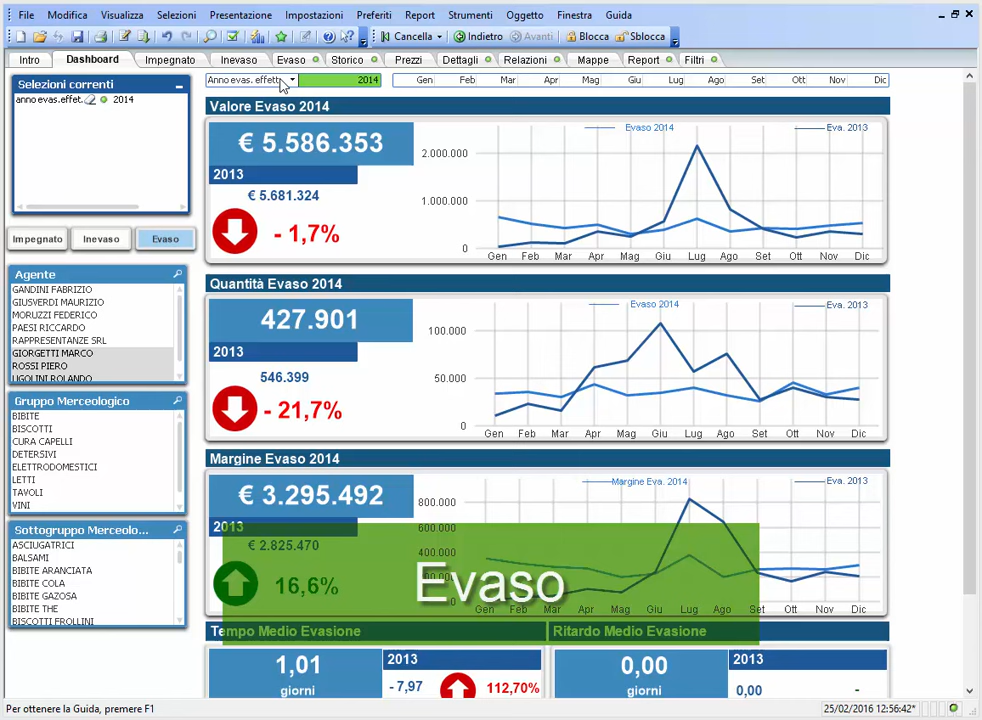 File Modifica Visualizza Selezioni Presentazione Impostazioni Preferiti Report Strumenti Oggetto Finestra Guida
Cancella Indietro Avanti Blocca Sblocca
Intro Dashboard Impegnato Inevaso Evaso Storico Prezzi Dettagli Relazioni Mappe Report Filtri
Selezioni correnti
anno evas.effet. 2014
Anno evas. effett. 2014 Gen Feb Mar Apr Mag Giu Lug Ago Set Ott Nov Dic
Impegnato Inevaso Evaso
Agente
GANDINI FABRIZIO
GIUSVERDI MAURIZIO
MORUZZI FEDERICO
PAESI RICCARDO
RAPPRESENTANZE SRL
GIORGETTI MARCO
ROSSI PIERO
UGOLINI ROLANDO
Gruppo Merceologico
BIBITE
BISCOTTI
CURA CAPELLI
DETERSIVI
ELETTRODOMESTICI
LETTI
TAVOLI
VINI
Sottogruppo Merceolo...
ASCIUGATRICI
BALSAMI
BIBITE ARANCIATA
BIBITE COLA
BIBITE GAZOSA
BIBITE THE
BISCOTTI FROLLINI
Valore Evaso 2014
€ 5.586.353
2013
€ 5.681.324
- 1,7%
Evaso 2014 Eva. 2013
2.000.000
1.000.000
0
Gen Feb Mar Apr Mag Giu Lug Ago Set Ott Nov Dic
Quantità Evaso 2014
427.901
2013
546.399
- 21,7%
Evaso 2014 Eva. 2013
100.000
50.000
0
Gen Feb Mar Apr Mag Giu Lug Ago Set Ott Nov Dic
Margine Evaso 2014
€ 3.295.492
2013
€ 2.825.470
16,6%
Margine Eva. 2014 Eva. 2013
800.000
600.000
400.000
Gen Feb Mar Apr Mag Giu Lug Ago Set Ott Nov Dic
Evaso
Tempo Medio Evasione
1,01
giorni
2013
- 7,97
112,70%
Ritardo Medio Evasione
0,00
giorni
2013
0,00 -
Per ottenere la Guida, premere F1 25/02/2016 12:56:42*